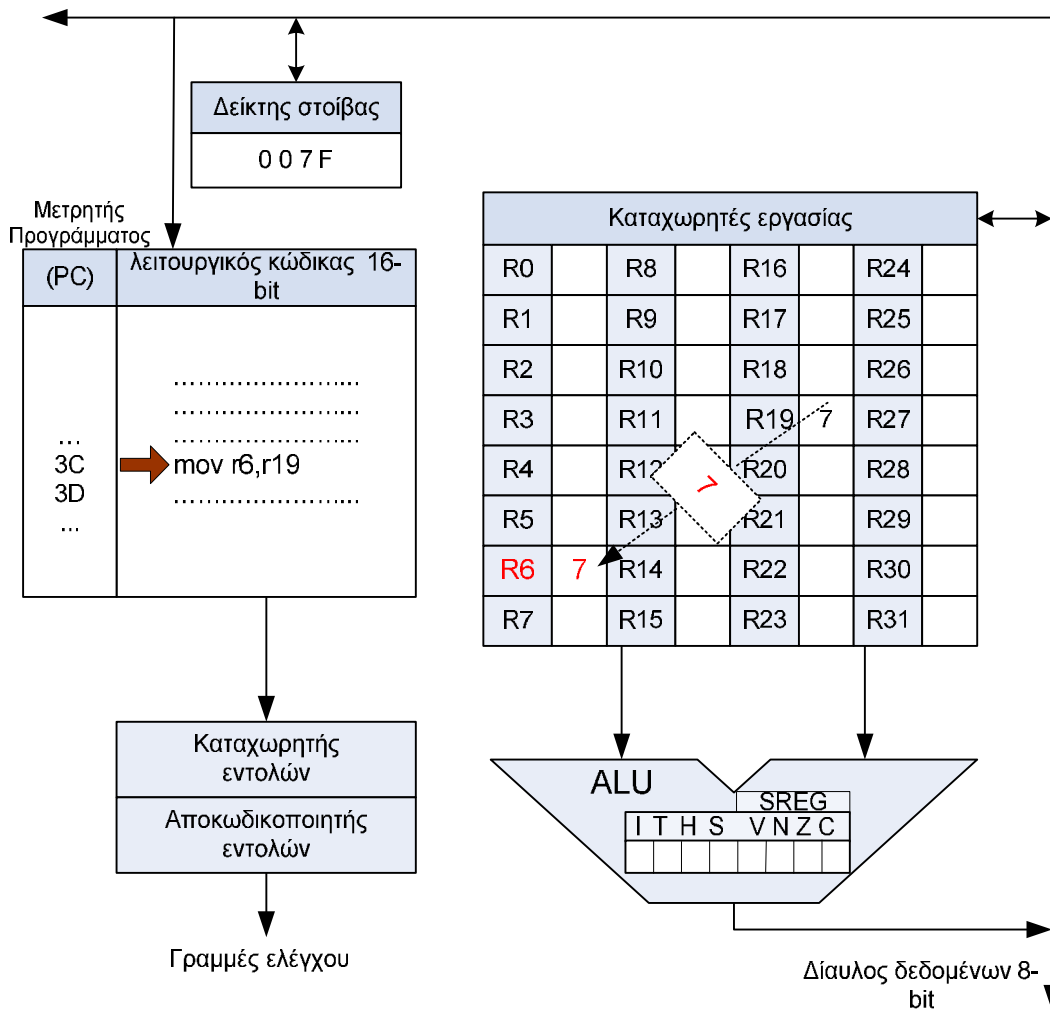 Δείκτης στοίβας
0 0 7 F
Μετρητής
Προγράμματος
(PC)
λειτουργικός κώδικας 16-
bit
........................
........................
...
........................
3C
mov r6,r19
3D
........................
...
Καταχωρητής
εντολών
Αποκωδικοποιητής
εντολών
Γραμμές ελέγχου
Καταχωρητές εργασίας
R0 R8 R16 R24
R1 R9 R17 R25
R2 R10 R18 R26
R3 R11 R19 7 R27
R4 R12 R20 R28
7
R5 R13 R21 R29
R6 7 R14 R22 R30
R7 R15 R23 R31
ALU
SREG
I T H S V N Z C
Δίαυλος δεδομένων 8-
bit